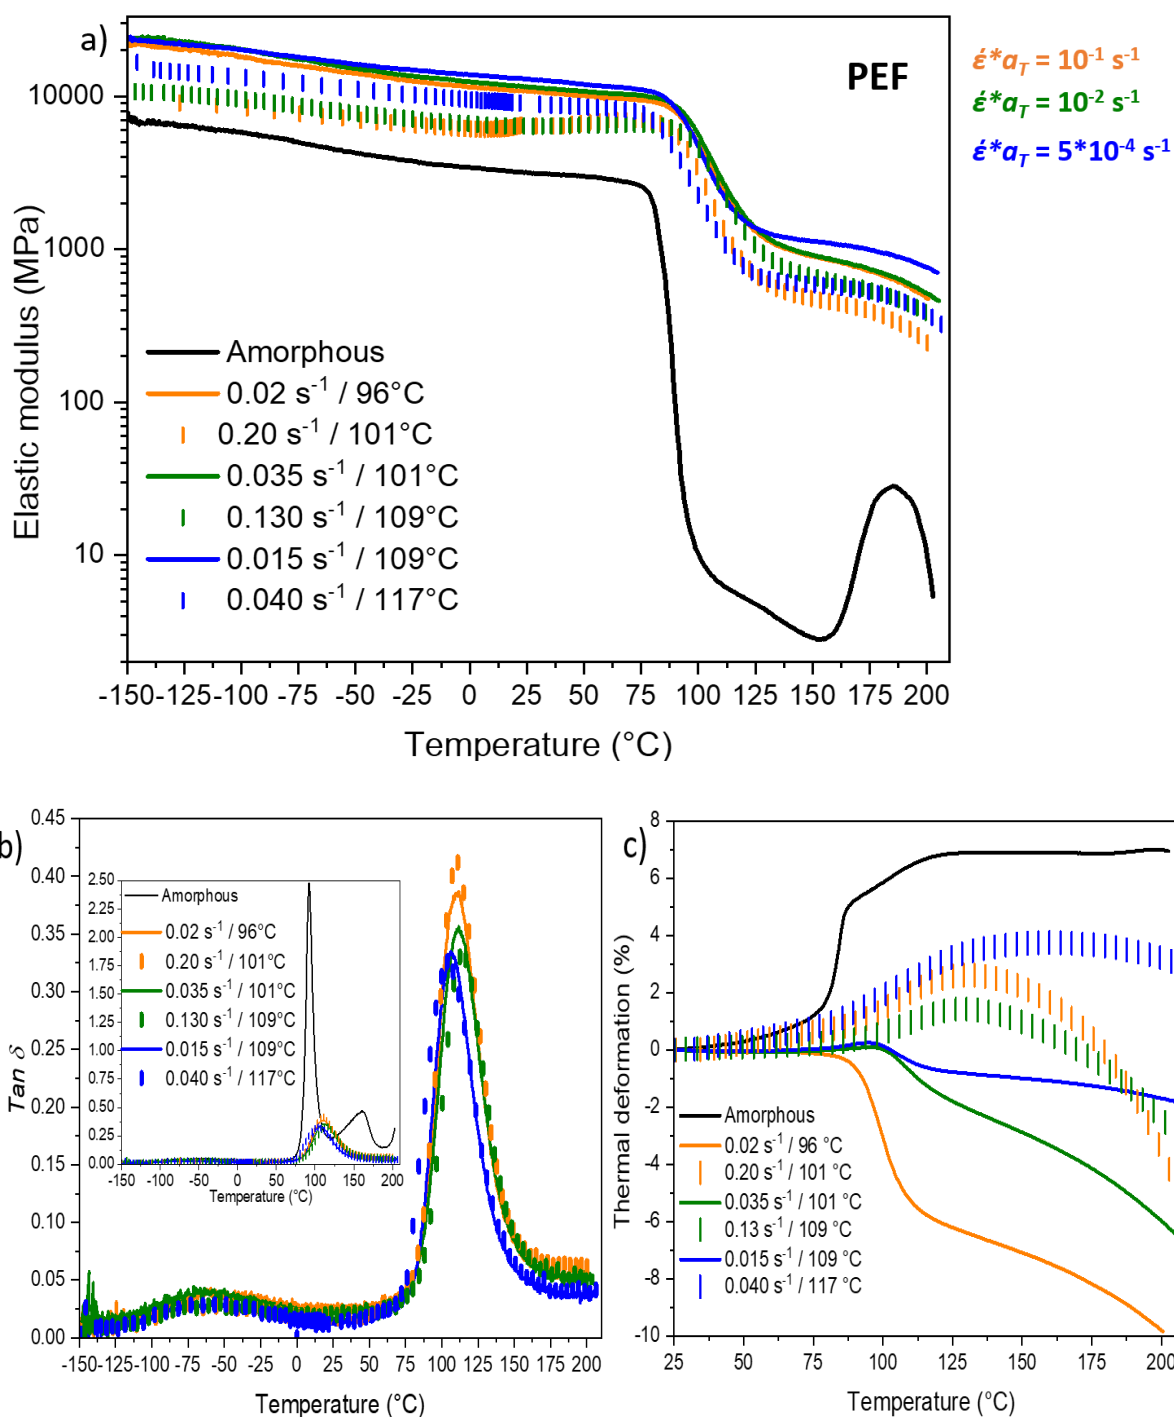 a)
PEF
ε̇*aT = 10-1 s-1
ε̇*aT = 10-2 s-1
ε̇*aT = 5*10-4 s-1
Elastic modulus (MPa)
10000
1000
100
10
Amorphous
0.02 s-1 / 96°C
0.20 s-1 / 101°C
0.035 s-1 / 101°C
0.130 s-1 / 109°C
0.015 s-1 / 109°C
0.040 s-1 / 117°C
-150 -125 -100 -75 -50 -25 0 25 50 75 100 125 150 175 200
Temperature (°C)
b)
Tan δ
0.45
0.40
0.35
0.30
0.25
0.20
0.15
0.10
0.05
0.00
2.50
2.25
2.00
1.75
1.50
1.25
1.00
0.75
0.50
0.25
0.00
Amorphous
0.02 s-1 / 96°C
0.20 s-1 / 101°C
0.035 s-1 / 101°C
0.130 s-1 / 109°C
0.015 s-1 / 109°C
0.040 s-1 / 117°C
-150 -100 -50 0 50 100 150 200
Temperature (°C)
-150 -125 -100 -75 -50 -25 0 25 50 75 100 125 150 175 200
Temperature (°C)
c)
Thermal deformation (%)
8
6
4
2
0
-2
-4
-6
-8
-10
Amorphous
0.02 s-1 / 96 °C
0.20 s-1 / 101 °C
0.035 s-1 / 101 °C
0.13 s-1 / 109 °C
0.015 s-1 / 109 °C
0.040 s-1 / 117 °C
25 50 75 100 125 150 175 200
Temperature (°C)